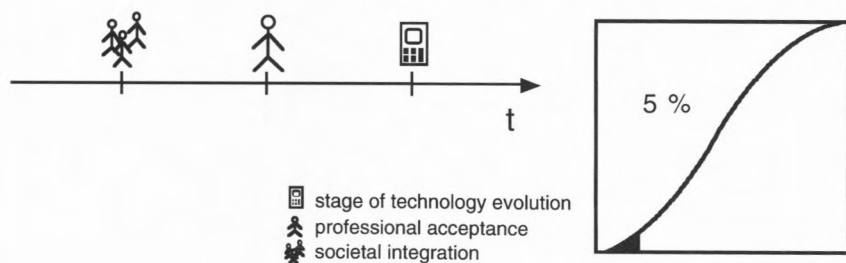 t
5 %
stage of technology evolution
professional acceptance
societal integration